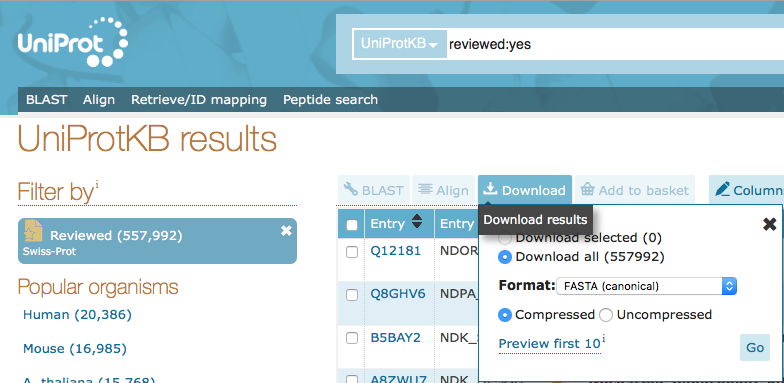 UniProt
UniProtKB
reviewed:yes
BLAST Align Retrieve/ID mapping Peptide search
UniProtKB results
Filter by i
Reviewed (557,992)
Swiss-Prot
Popular organisms
Human (20,386)
Mouse (16,985)
A. thaliana (15,768)
BLAST Align Download Add to basket Column
Download results
Entry Entry
Download selected (0)
Download all (557992)
Format: FASTA (canonical)
Compressed Uncompressed
Preview first 10 i
Go
Q12181 NDOR
Q8GHV6 NDPA_
B5BAY2 NDK_
A8ZWU7 NDK